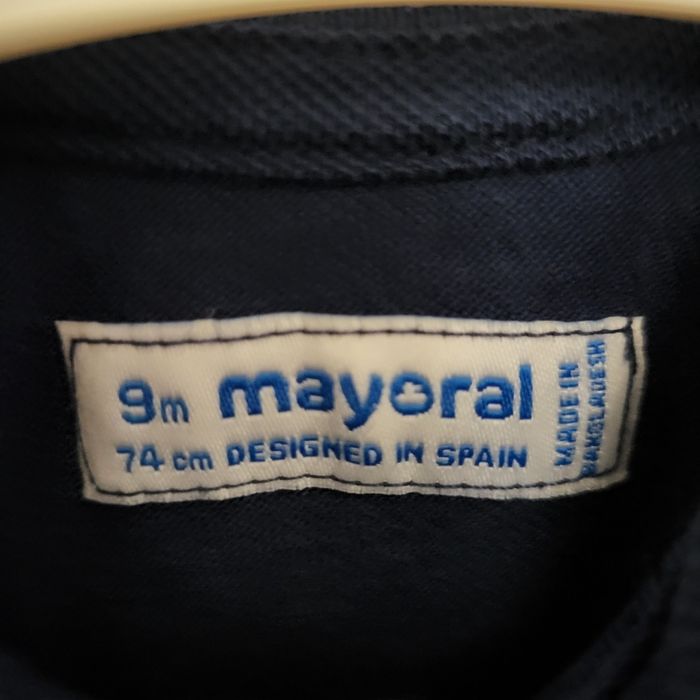 9m mayoral
74 cm DESIGNED IN SPAIN
MADE IN
BANGLADESH